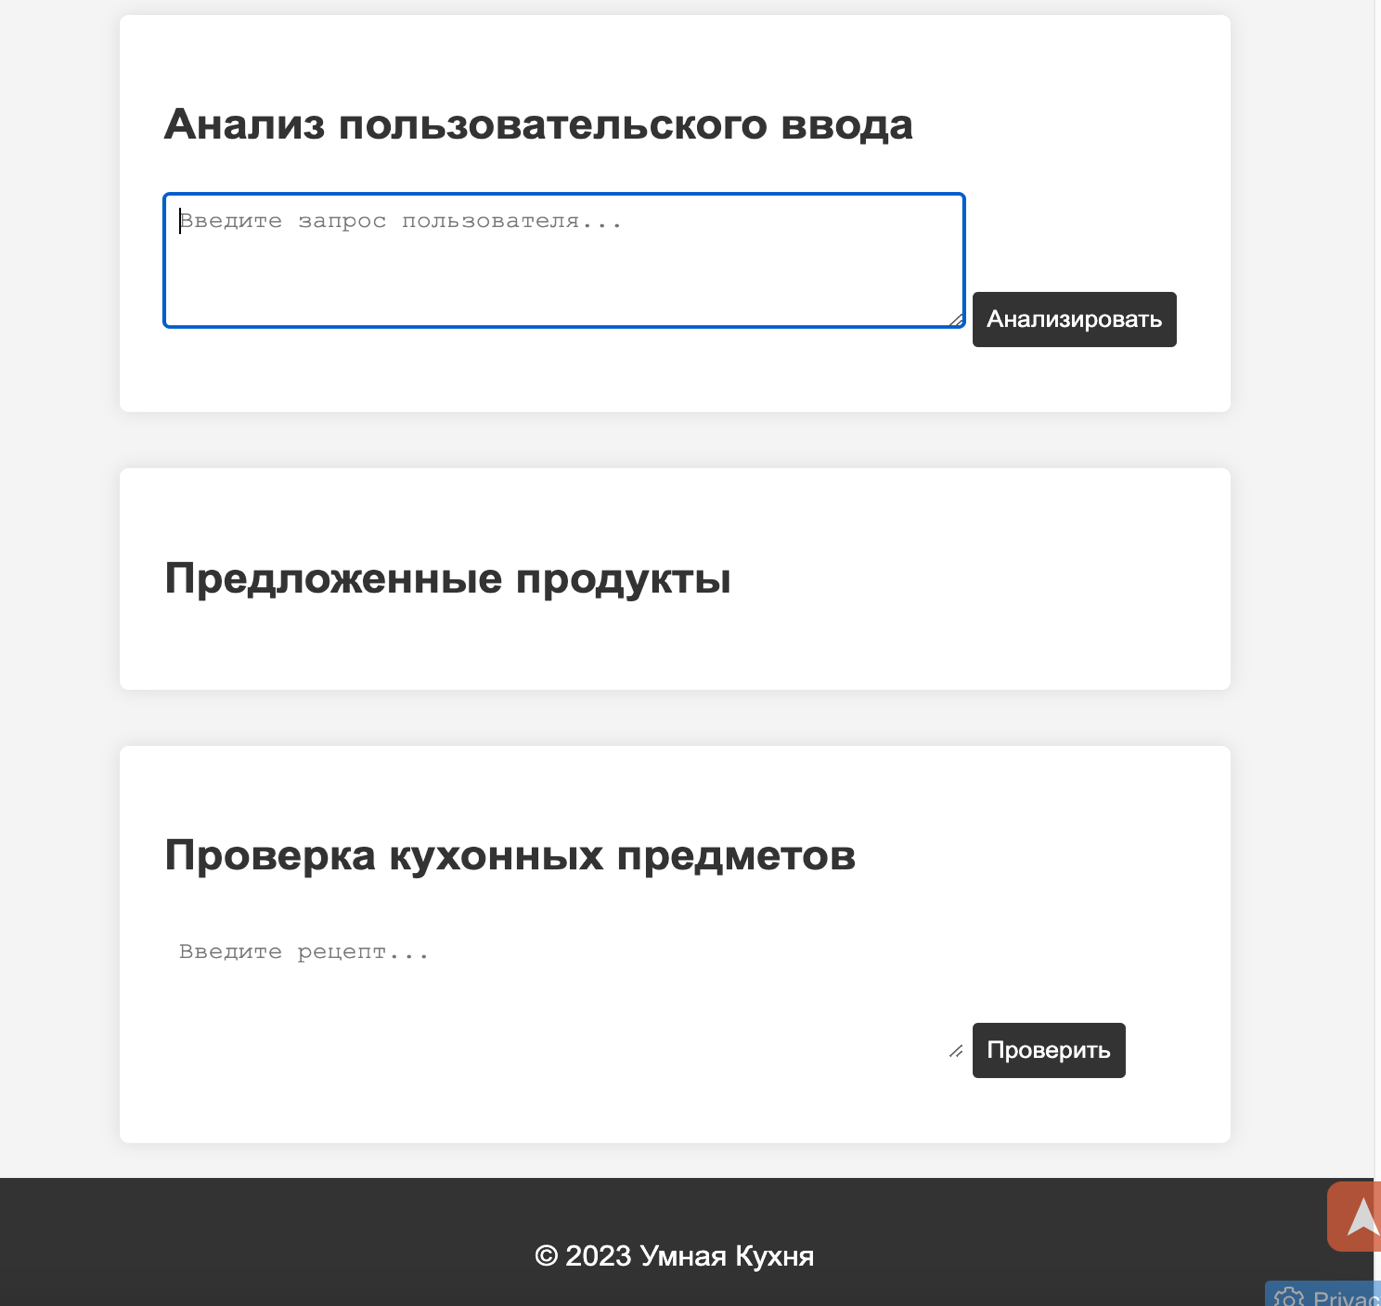 Анализ пользовательского ввода
Введите запрос пользователя...
Анализировать
Предложенные продукты
Проверка кухонных предметов
Введите рецепт...
Проверить
© 2023 Умная Кухня